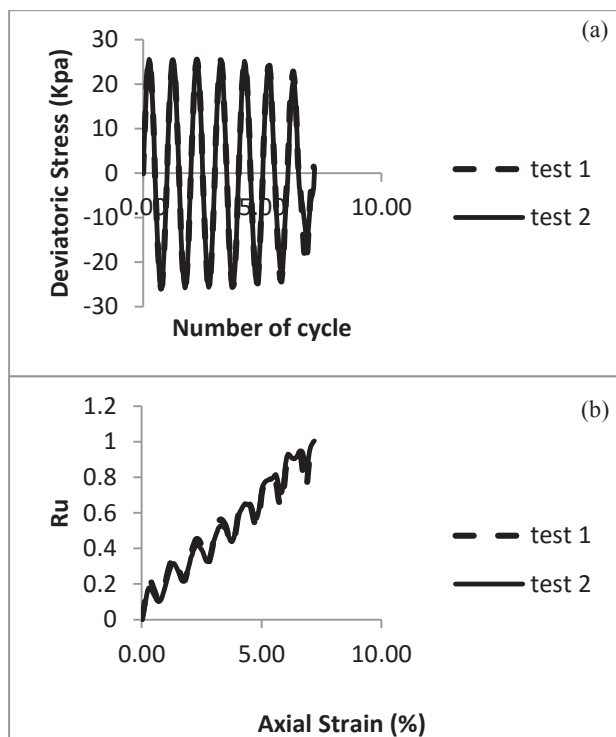 (a)
30
20
10
0
-10
-20
-30
0.00 5.00 10.00
Deviatoric Stress (Kpa)
Number of cycle
test 1
test 2
(b)
1.2
1
0.8
0.6
0.4
0.2
0
0.00 5.00 10.00
Ru
Axial Strain (%)
test 1
test 2